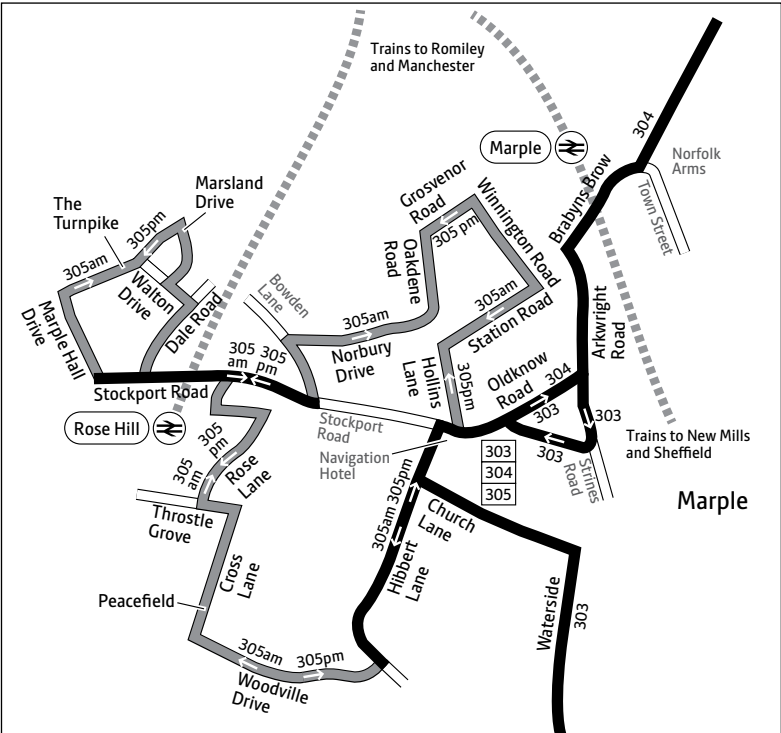 Trains to Romiley
and Manchester
304
Marple
Norfolk
Arms
Town Street
Brabyns Brow
Marsland
Drive
The
Turnpike
305pm
305am
Walton
Drive
Dale Road
Marple Hall
Drive
Grosvenor
Road
Winnington Road
305 pm
Oakdene
Road
305am
Station Road
Bowden
Lane
305am
Norbury
Drive
Arkwright
Road
305
am
305
pm
Stockport Road
Hollins
Lane
305pm
Oldknow
Road
304
303
303
303
Stockport
Road
Rose Hill
Navigation
Hotel
303
304
305
Strines
Road
Trains to New Mills
and Sheffield
Marple
305
pm
305
am
Rose
Lane
Throstle
Grove
305am 305pm
Church
Lane
Hibbert
Lane
Cross
Lane
Peacefield
Waterside
303
305am
305pm
Woodville
Drive